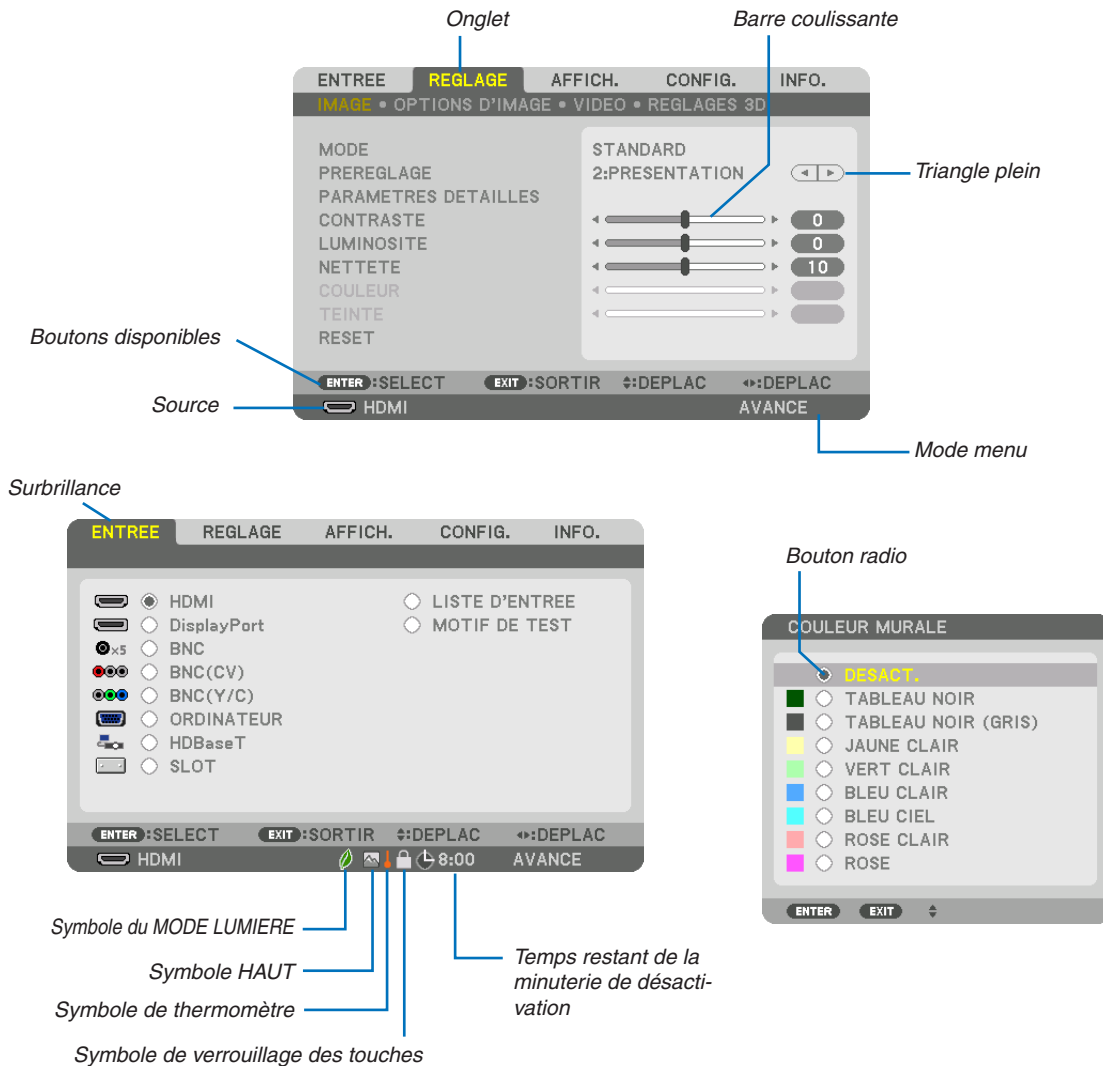 Onglet
Barre coulissante
ENTREE REGLAGE AFFICH. CONFIG. INFO.
IMAGE • OPTIONS D'IMAGE • VIDEO • REGLAGES 3D
MODE STANDARD
PREREGLAGE 2:PRESENTATION
Triangle plein
PARAMETRES DETAILLES
CONTRASTE 0
LUMINOSITE 0
NETTETE 10
COULEUR
TEINTE
RESET
Boutons disponibles
ENTER :SELECT EXIT :SORTIR :DEPLAC :DEPLAC
Source
HDMI AVANCE
Mode menu
Surbrillance
ENTREE REGLAGE AFFICH. CONFIG. INFO.
HDMI LISTE D'ENTREE
DisplayPort MOTIF DE TEST
×5 BNC
BNC(CV)
BNC(Y/C)
ORDINATEUR
HDBaseT
SLOT
ENTER :SELECT EXIT :SORTIR :DEPLAC :DEPLAC
HDMI 8:00 AVANCE
Symbole du MODE LUMIERE
Symbole HAUT
Symbole de thermomètre
Symbole de verrouillage des touches
Temps restant de la
minuterie de désacti-
vation
Bouton radio
COULEUR MURALE
DESACT.
TABLEAU NOIR
TABLEAU NOIR (GRIS)
JAUNE CLAIR
VERT CLAIR
BLEU CLAIR
BLEU CIEL
ROSE CLAIR
ROSE
ENTER EXIT